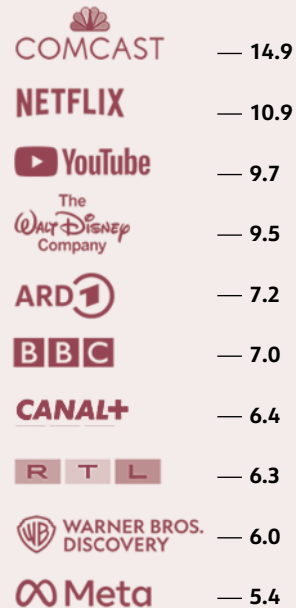 COMCAST — 14.9
NETFLIX — 10.9
YouTube — 9.7
The
WALT DISNEY — 9.5
Company
ARD 1 — 7.2
BBC — 7.0
CANAL+ — 6.4
RTL — 6.3
WB WARNER BROS. — 6.0
DISCOVERY
Meta — 5.4